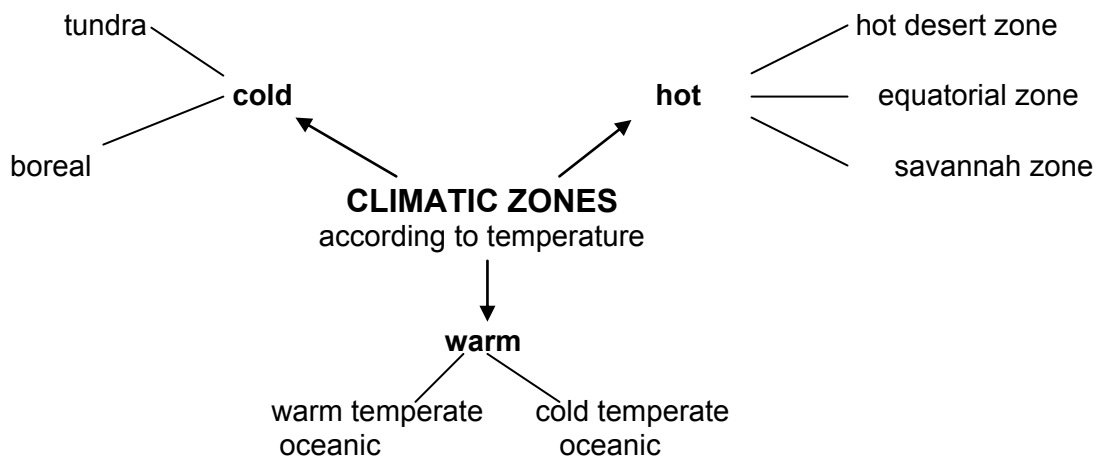 tundra
hot desert zone
cold
hot
equatorial zone
boreal
savannah zone
CLIMATIC ZONES
according to temperature
warm
warm temperate
oceanic
cold temperate
oceanic